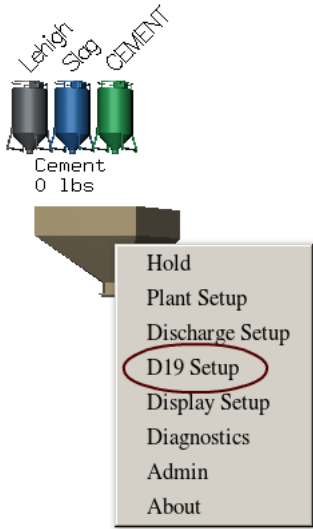 Lehigh
Slag
CEMENT
Cement
0 lbs
Hold
Plant Setup
Discharge Setup
D19 Setup
Display Setup
Diagnostics
Admin
About